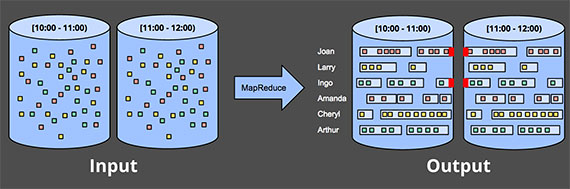 [10:00 - 11:00)
[11:00 - 12:00)
Input
MapReduce
[10:00 - 11:00)
[11:00 - 12:00)
Joan
Larry
Ingo
Amanda
Cheryl
Arthur
Output